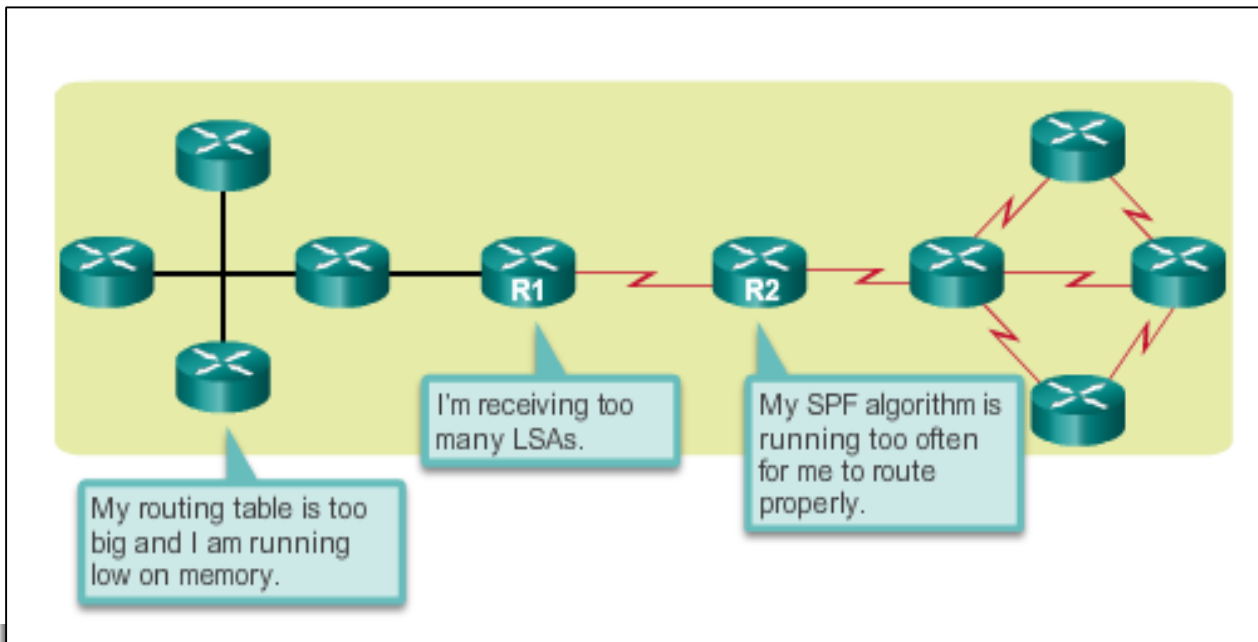 R1
R2
I'm receiving too
many LSAs.
My SPF algorithm is
running too often
for me to route
properly.
My routing table is too
big and I am running
low on memory.